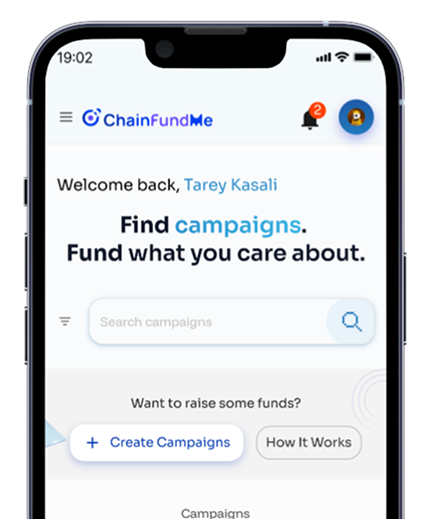 19:02
ChainFundMe
2
Welcome back, Tarey Kasali
Find campaigns.
Fund what you care about.
Search campaigns
Want to raise some funds?
+ Create Campaigns
How It Works
Campaigns